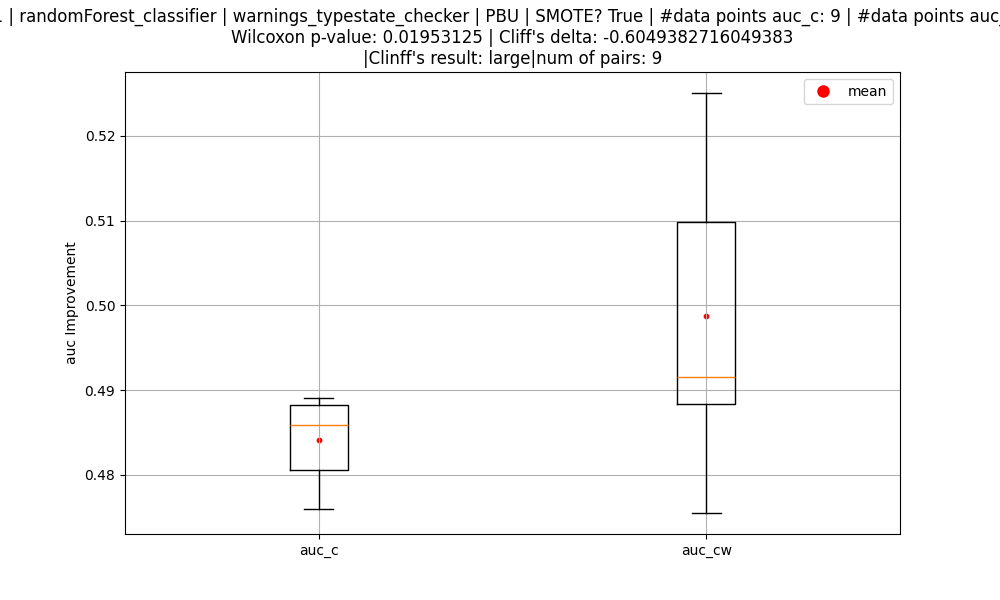 | randomForest_classifier | warnings_typestate_checker | PBU | SMOTE? True | #data points auc_c: 9 | #data points
Wilcoxon p-value: 0.01953125 | Cliff's delta: -0.6049382716049383
|Clinff's result: large|num of pairs: 9
mean
0.52
0.51
0.50
0.49
0.48
auc Improvement
auc_c
auc_cw